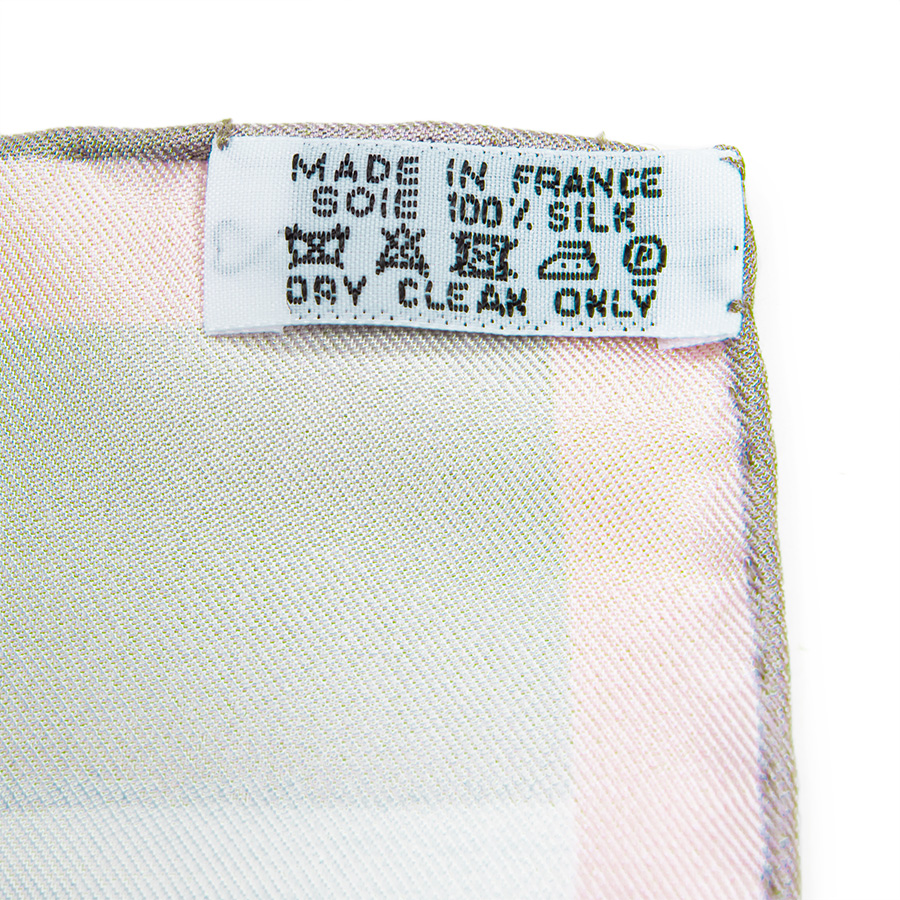 MADE IN FRANCE
SOIE 100% SILK
P
DRY CLEAN ONLY